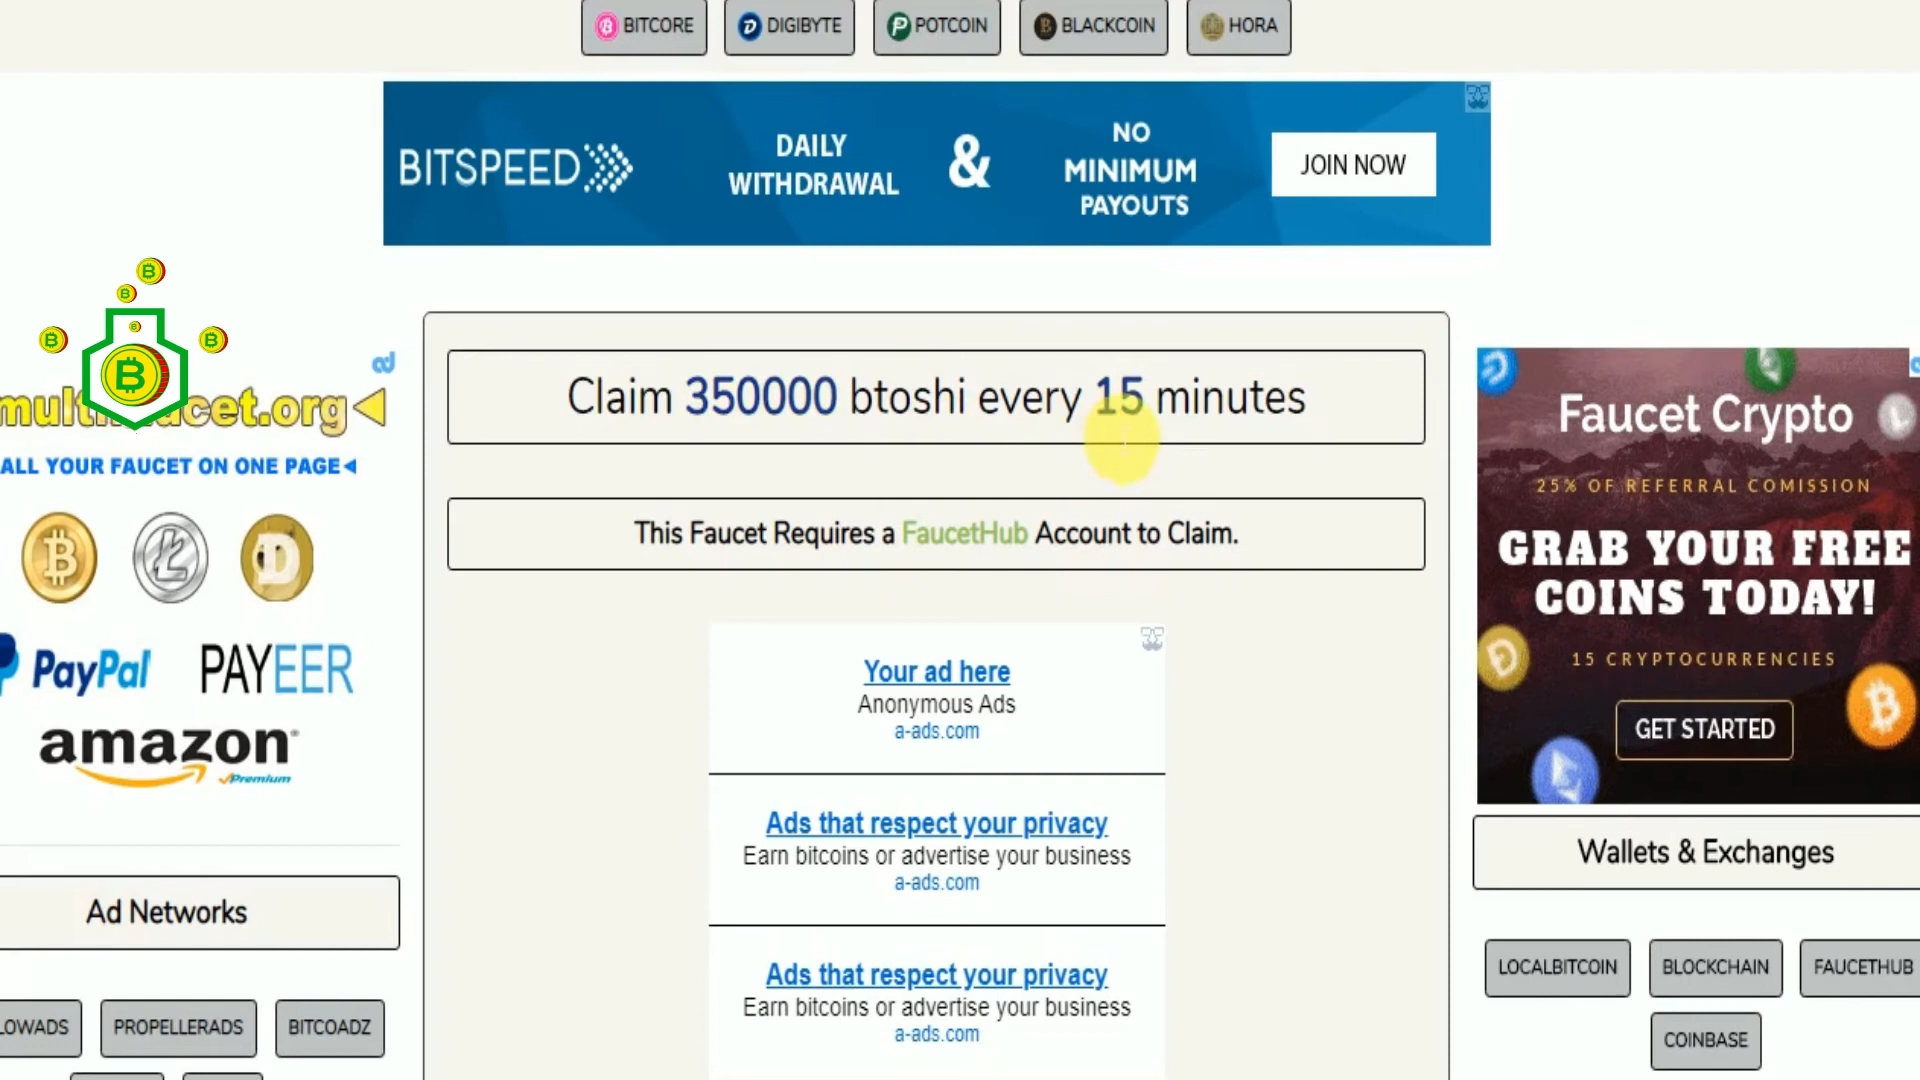 BITCORE
DIGIBYTE
POTCOIN
BLACKCOIN
HORA
BITSPEED
DAILY
WITHDRAWAL
&
NO
MINIMUM
PAYOUTS
JOIN NOW
Claim 350000 btoshi every 15 minutes
This Faucet Requires a FaucetHub Account to Claim.
ad
cet.org
ALL YOUR FAUCET ON ONE PAGE
PayPal
PAYEER
amazon
Premium
Ad Networks
PROPELLERADS
BITCOADZ
Your ad here
Anonymous Ads
a-ads.com
Ads that respect your privacy
Earn bitcoins or advertise your business
a-ads.com
Ads that respect your privacy
Earn bitcoins or advertise your business
a-ads.com
Faucet Crypto
25% OF REFERRAL COMISSION
GRAB YOUR FREE
COINS TODAY!
15 CRYPTOCURRENCIES
GET STARTED
Wallets & Exchanges
LOCALBITCOIN
BLOCKCHAIN
FAUCETHUB
COINBASE